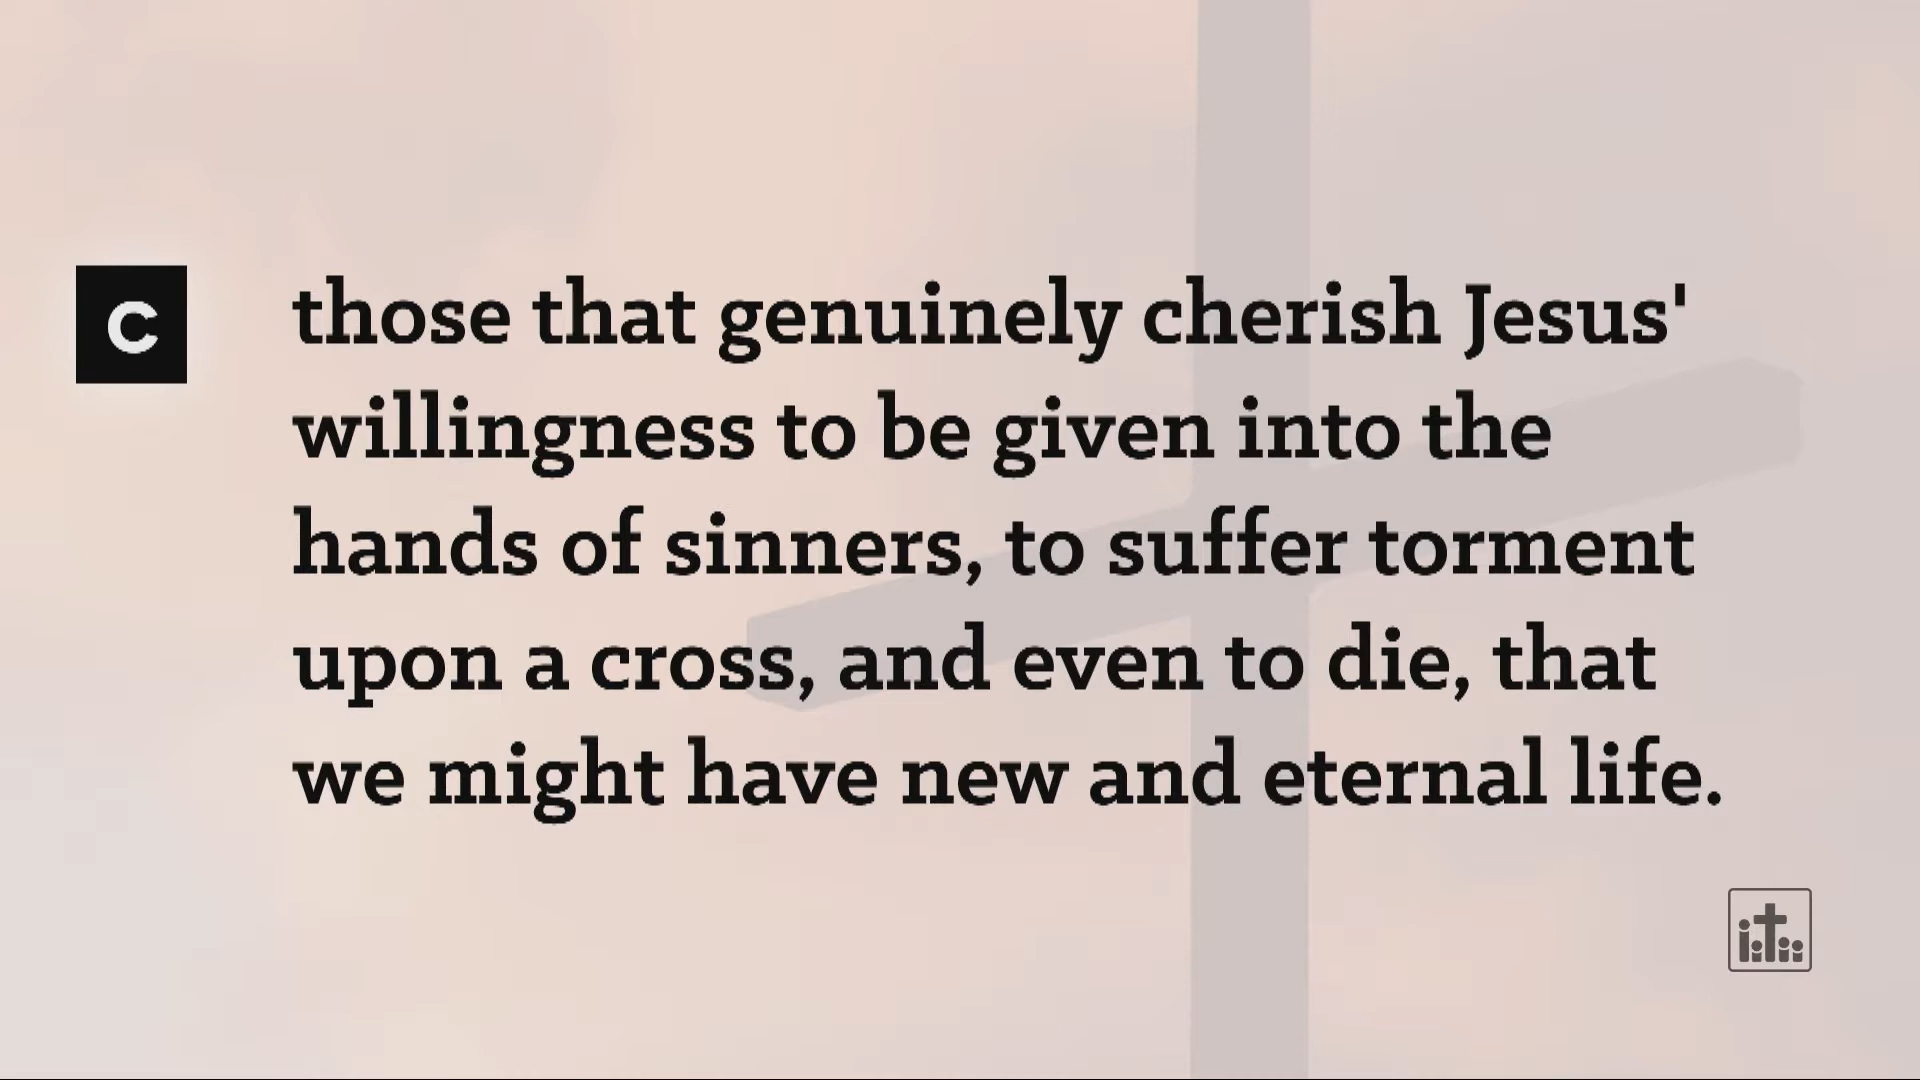 C
those that genuinely cherish Jesus'
willingness to be given into the
hands of sinners, to suffer torment
upon a cross, and even to die, that
we might have new and eternal life.